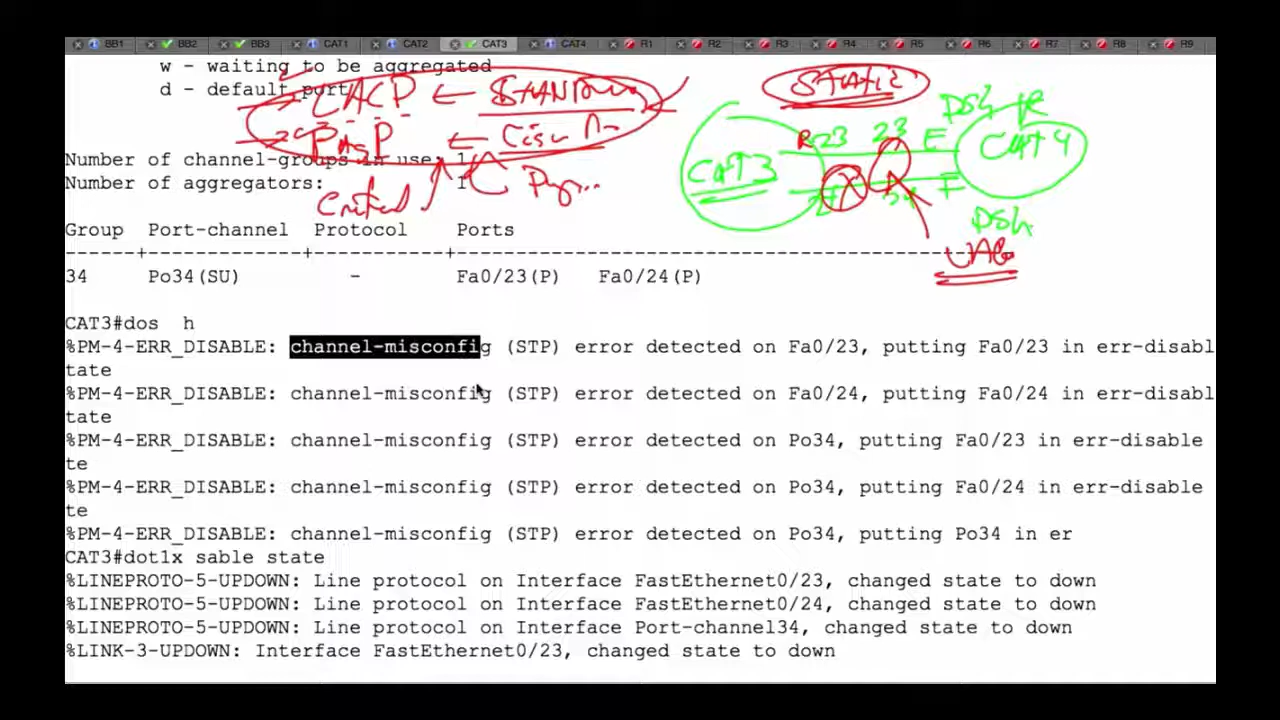 BB1 BB2 BB3 CAT1 CAT2 CAT3 CAT4 R1 R2 R3 R4 R5 R6 R7 R8 R9
w - waiting to be aggregated
d - default port
LACP ← STANDARD
STATIC
PAgP ← Cisco
23 23 E CAT 4
CAT3
Number of channel-groups in use: 1
Number of aggregators: 1
Critical
Dsh
Group Port-channel Protocol Ports
------+-------------+-----------+-----------------------------------------------
34 Po34(SU) - Fa0/23(P) Fa0/24(P)
CAT3#dos h
%PM-4-ERR_DISABLE: channel-misconfig (STP) error detected on Fa0/23, putting Fa0/23 in err-disabl
tate
%PM-4-ERR_DISABLE: channel-misconfig (STP) error detected on Fa0/24, putting Fa0/24 in err-disabl
tate
%PM-4-ERR_DISABLE: channel-misconfig (STP) error detected on Po34, putting Fa0/23 in err-disable
te
%PM-4-ERR_DISABLE: channel-misconfig (STP) error detected on Po34, putting Fa0/24 in err-disable
te
%PM-4-ERR_DISABLE: channel-misconfig (STP) error detected on Po34, putting Po34 in er
CAT3#dot1x sable state
%LINEPROTO-5-UPDOWN: Line protocol on Interface FastEthernet0/23, changed state to down
%LINEPROTO-5-UPDOWN: Line protocol on Interface FastEthernet0/24, changed state to down
%LINEPROTO-5-UPDOWN: Line protocol on Interface Port-channel34, changed state to down
%LINK-3-UPDOWN: Interface FastEthernet0/23, changed state to down